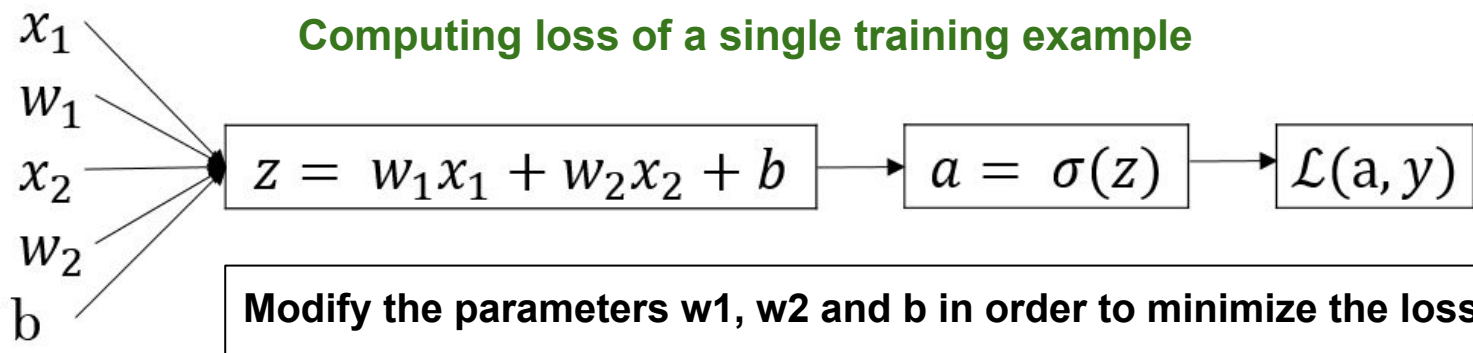 Computing loss of a single training example
x₁
w₁
x₂
w₂
b
z = w₁x₁ + w₂x₂ + b
a = σ(z)
ℒ(a, y)
Modify the parameters w1, w2 and b in order to minimize the loss